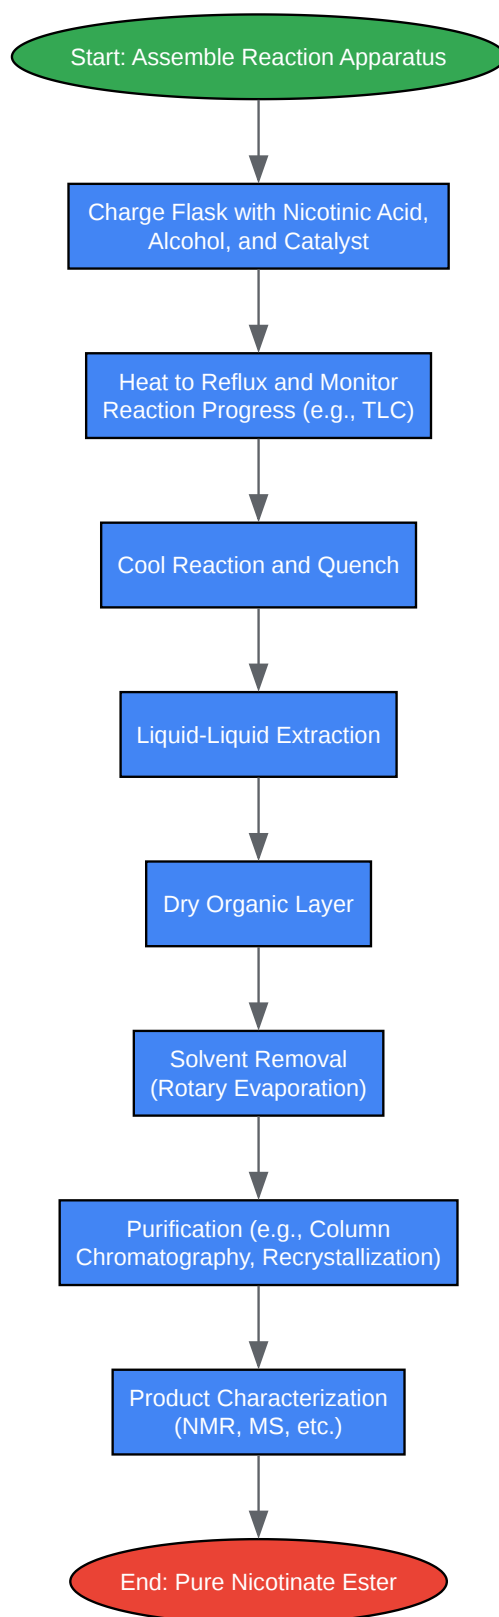 Start: Assemble Reaction Apparatus
Charge Flask with Nicotinic Acid,
Alcohol, and Catalyst
Heat to Reflux and Monitor
Reaction Progress (e.g., TLC)
Cool Reaction and Quench
Liquid-Liquid Extraction
Dry Organic Layer
Solvent Removal
(Rotary Evaporation)
Purification (e.g., Column
Chromatography, Recrystallization)
Product Characterization
(NMR, MS, etc.)
End: Pure Nicotinate Ester